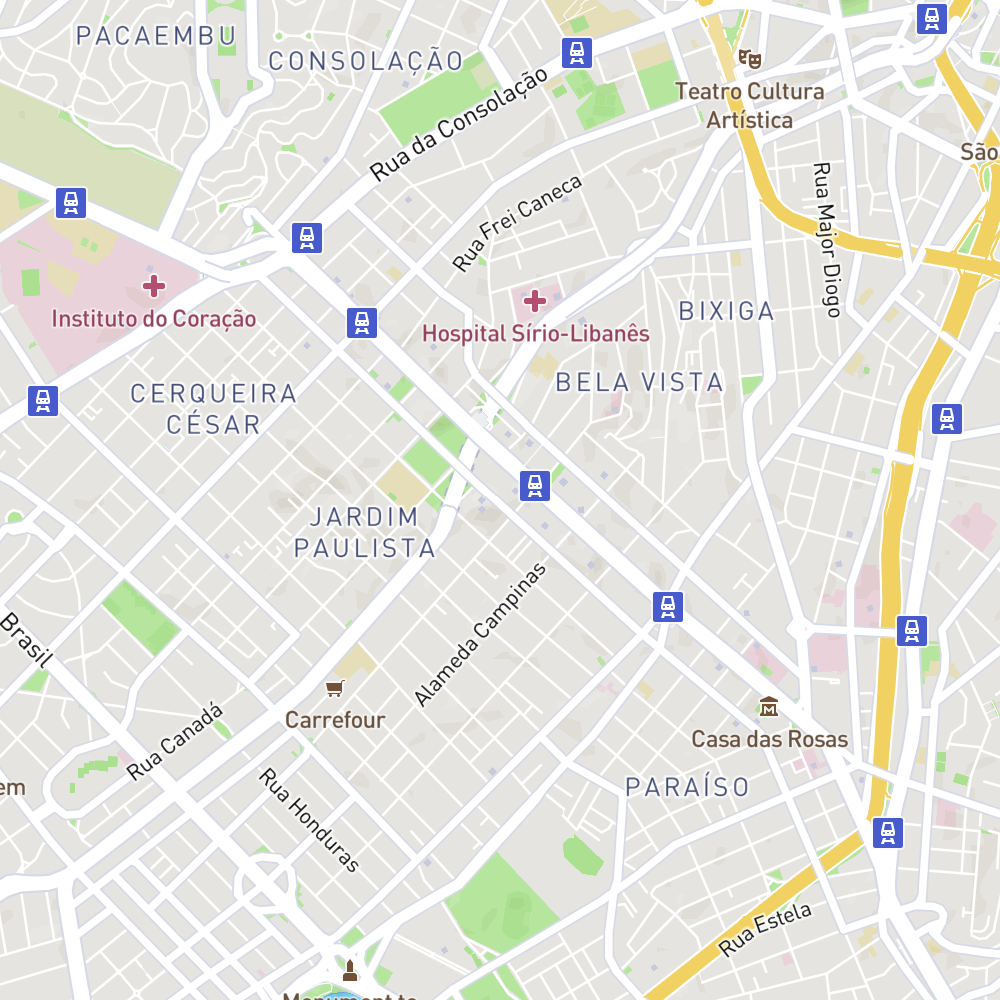 PACAEMBU
CONSOLAÇÃO
Rua da Consolação
Teatro Cultura
Artística
São
Rua Frei Caneca
Rua Major Diogo
Instituto do Coração
Hospital Sírio-Libanês
BIXIGA
CERQUEIRA
CÉSAR
BELA VISTA
JARDIM
PAULISTA
Alameda Campinas
Brasil
Carrefour
Rua Canadá
Casa das Rosas
em
Rua Honduras
PARAÍSO
Rua Estela
Monument to